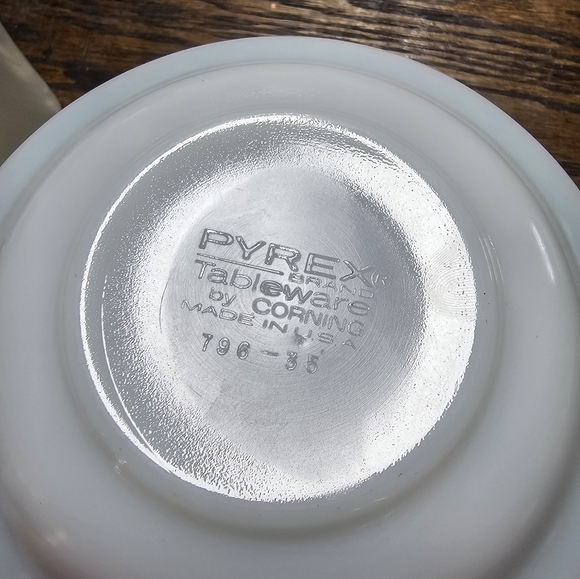 PYREX®
BRAND
Tableware
by CORNING
MADE IN U.S.A
796-35